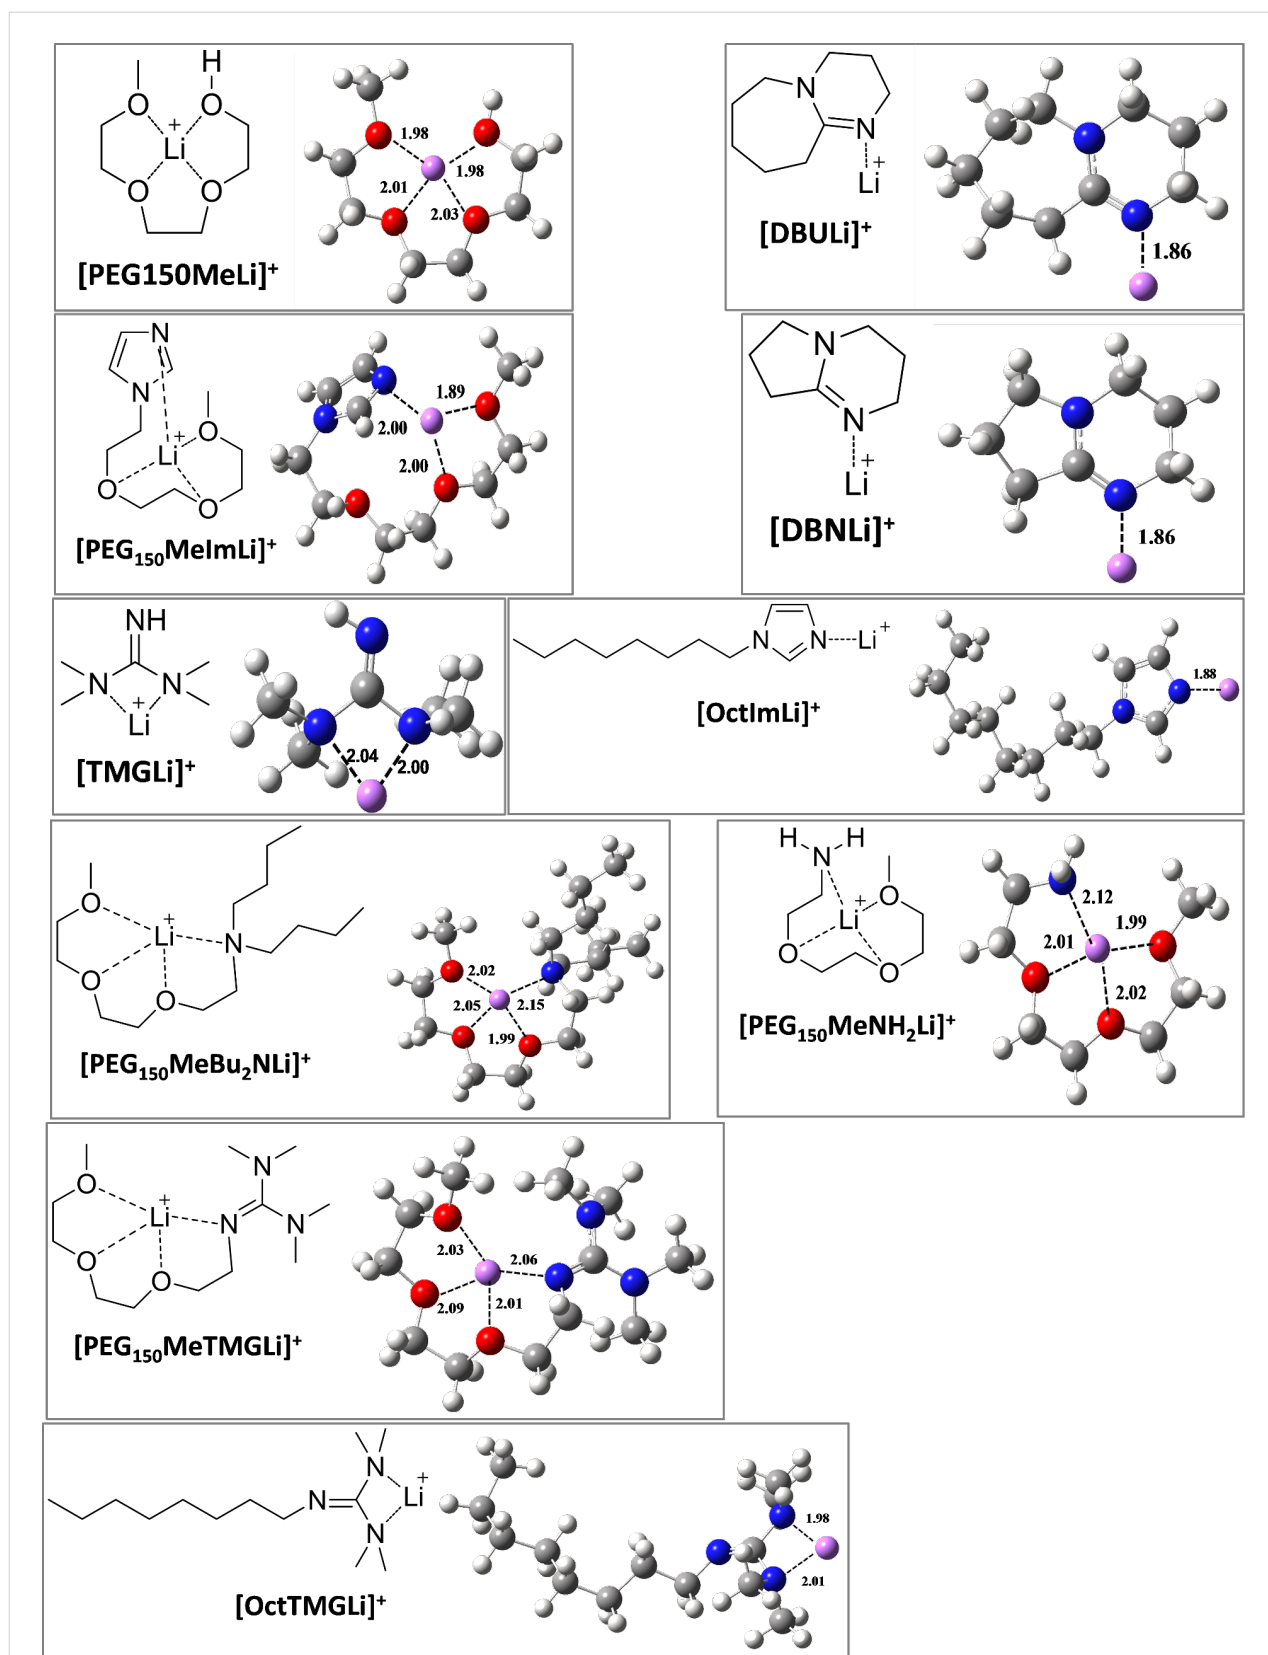 H
O
O
+
Li
O
O
1.98
1.98
2.01
2.03
[PEG150MeLi]+
N
N
+
Li
[DBULi]+
1.86
N
N
O
+
Li
O
O
1.89
2.00
2.00
[PEG150MeImLi]+
N
N
+
Li
[DBNLi]+
1.86
NH
N
N
+
Li
2.04
2.00
[TMGLi]+
N
N
Li
+
1.88
[OctImLi]+
O
+
Li
N
O
O
2.02
2.05
2.15
1.99
[PEG150MeBu2NLi]+
H
H
N
+
Li
O
O
O
2.12
1.99
2.01
2.02
[PEG150MeNH2Li]+
N
O
+
Li
N
N
O
O
2.03
2.06
2.09
2.01
[PEG150MeTMGLi]+
N
+
Li
N
N
1.98
2.01
[OctTMGLi]+